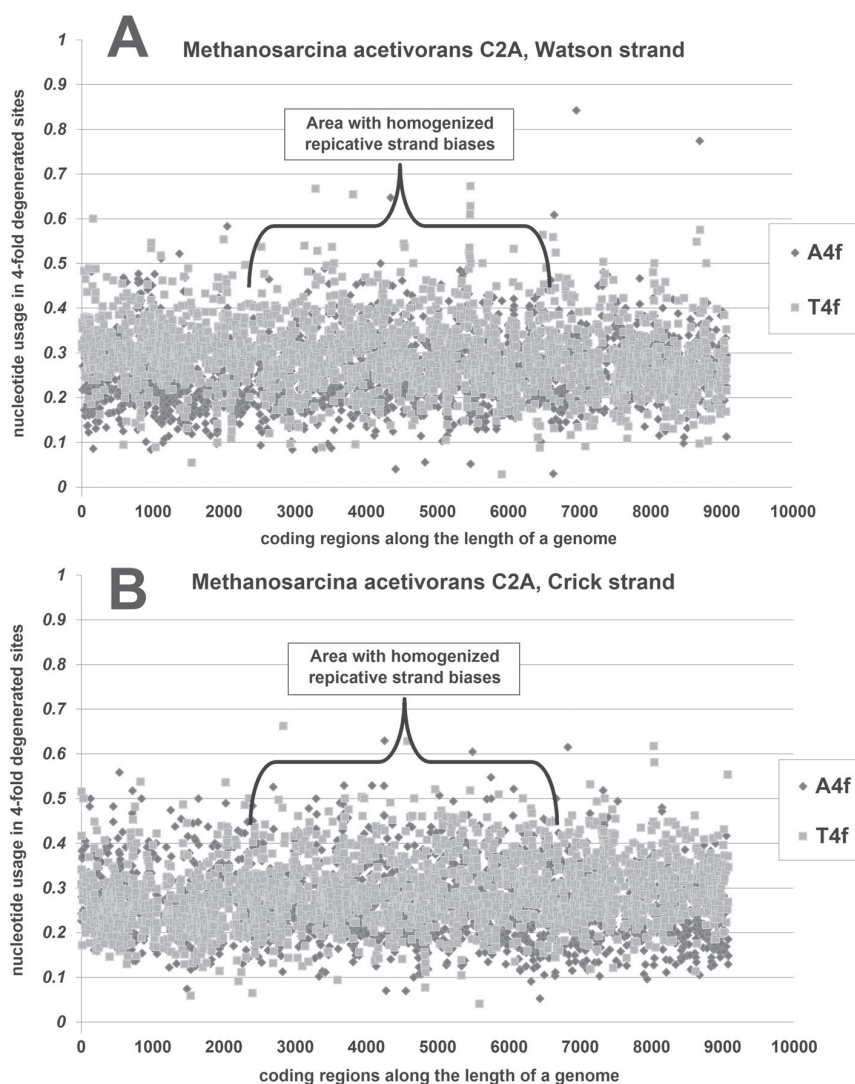 A
Methanosarcina acetivorans C2A, Watson strand
nucleotide usage in 4-fold degenerated sites
1
0.9
0.8
0.7
0.6
0.5
0.4
0.3
0.2
0.1
0
Area with homogenized
repicative strand biases
A4f
T4f
0 1000 2000 3000 4000 5000 6000 7000 8000 9000 10000
coding regions along the length of a genome
B
Methanosarcina acetivorans C2A, Crick strand
nucleotide usage in 4-fold degenerated sites
1
0.9
0.8
0.7
0.6
0.5
0.4
0.3
0.2
0.1
0
Area with homogenized
repicative strand biases
A4f
T4f
0 1000 2000 3000 4000 5000 6000 7000 8000 9000 10000
coding regions along the length of a genome